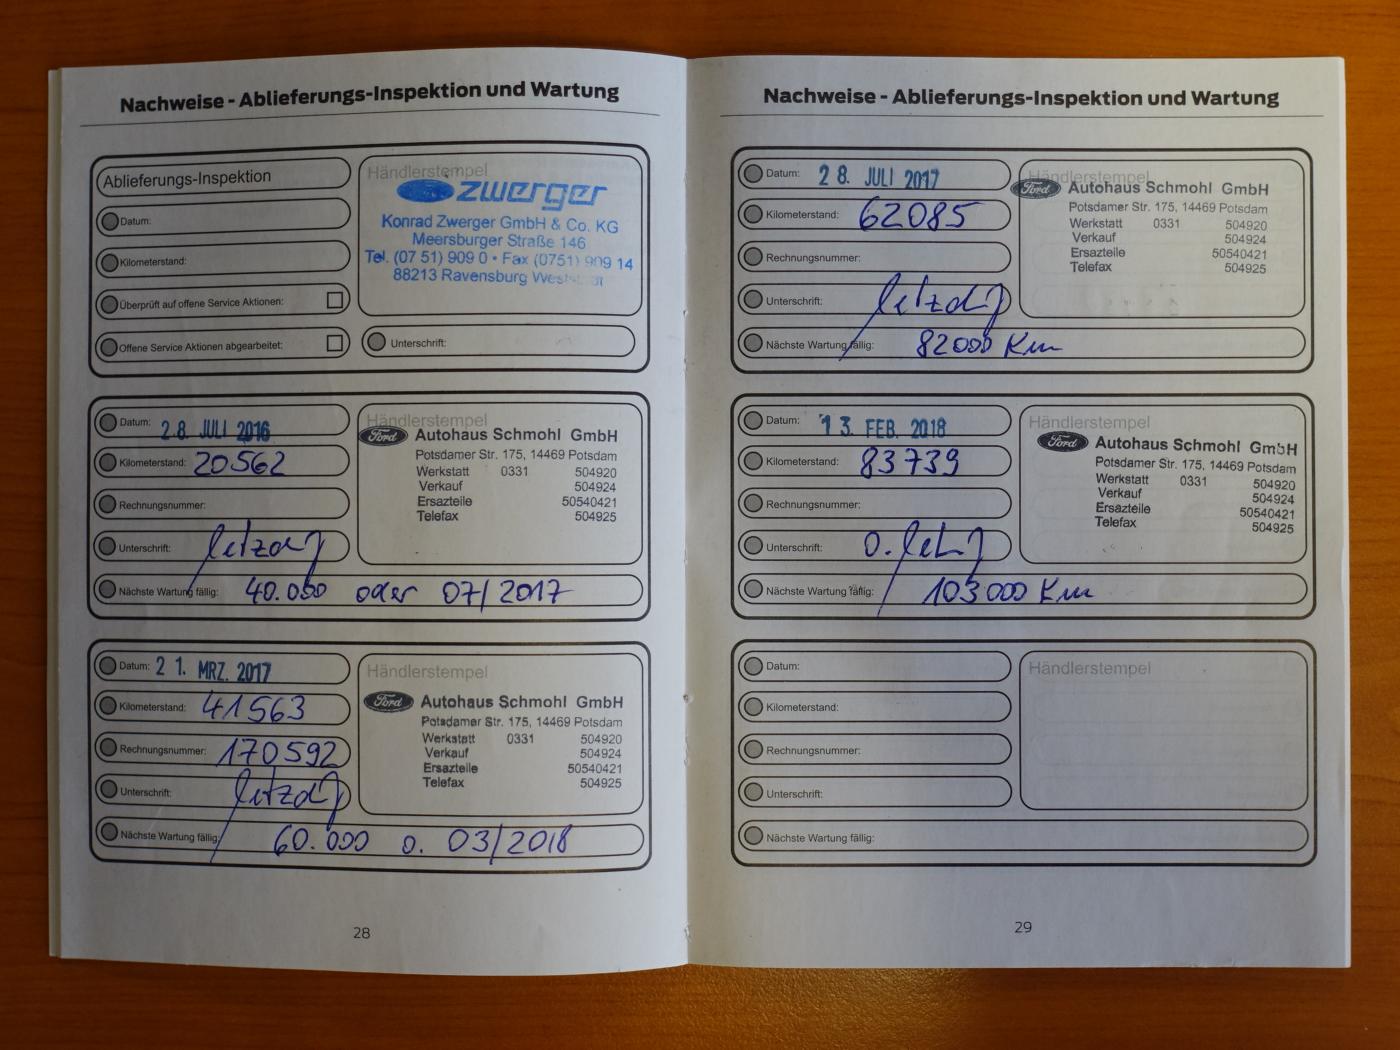 Nachweise - Ablieferungs-Inspektion und Wartung
Ablieferungs-Inspektion
Datum:
Kilometerstand:
Überprüft auf offene Service Aktionen:
Offene Service Aktionen abgearbeitet:
Händlerstempel
zwerger
Konrad Zwerger GmbH & Co. KG
Meersburger Straße 146
Tel. (07 51) 909 0 • Fax (0751) 909 14
88213 Ravensburg
Unterschrift:
Datum: 28. JULI 2016
Kilometerstand: 20562
Rechnungsnummer:
Unterschrift:
Nächste Wartung fällig: 40.000 oder 07/2017
Händlerstempel
Ford Autohaus Schmohl GmbH
Potsdamer Str. 175, 14469 Potsdam
Werkstatt 0331 504920
Verkauf 504924
Ersatzteile 50540421
Telefax 504925
Datum: 21. MRZ. 2017
Kilometerstand: 41563
Rechnungsnummer: 170592
Unterschrift:
Nächste Wartung fällig: 60.000 o. 03/2018
Händlerstempel
Ford Autohaus Schmohl GmbH
Potsdamer Str. 175, 14469 Potsdam
Werkstatt 0331 504920
Verkauf 504924
Ersatzteile 50540421
Telefax 504925
28
Nachweise - Ablieferungs-Inspektion und Wartung
Datum: 28. JULI 2017
Kilometerstand: 62085
Rechnungsnummer:
Unterschrift:
Nächste Wartung fällig: 82000 Km
Händlerstempel
Ford Autohaus Schmohl GmbH
Potsdamer Str. 175, 14469 Potsdam
Werkstatt 0331 504920
Verkauf 504924
Ersatzteile 50540421
Telefax 504925
Datum: 13. FEB. 2018
Kilometerstand: 83739
Rechnungsnummer:
Unterschrift:
Nächste Wartung fällig: 103000 Km
Händlerstempel
Ford Autohaus Schmohl GmbH
Potsdamer Str. 175, 14469 Potsdam
Werkstatt 0331 504920
Verkauf 504924
Ersatzteile 50540421
Telefax 504925
Datum:
Kilometerstand:
Rechnungsnummer:
Unterschrift:
Nächste Wartung fällig:
Händlerstempel
29